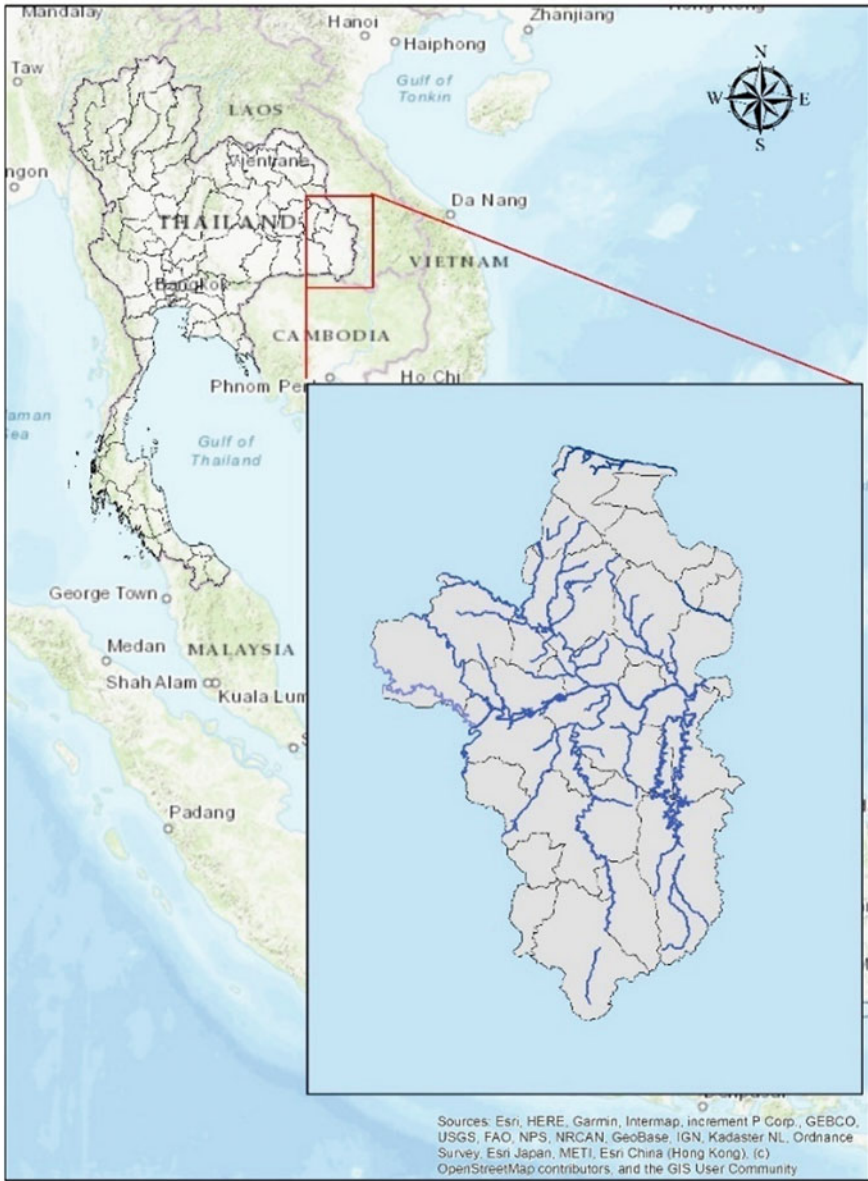 Mandalay
Hanoi
Zhanjiang
Haiphong
Taw
Gulf of
Tonkin
LAOS
N
W E
S
Vientiane
ngon
Da Nang
THAILAND
VIETNAM
Bangkok
CAMBODIA
Phnom Pen
Ho Chi
aman
Sea
Gulf of
Thailand
George Town
Medan
MALAYSIA
Shah Alam
Kuala Lum
Padang
Sources: Esri, HERE, Garmin, Intermap, increment P Corp., GEBCO,
USGS, FAO, NPS, NRCAN, GeoBase, IGN, Kadaster NL, Ordnance
Survey, Esri Japan, METI, Esri China (Hong Kong), (c)
OpenStreetMap contributors, and the GIS User Community